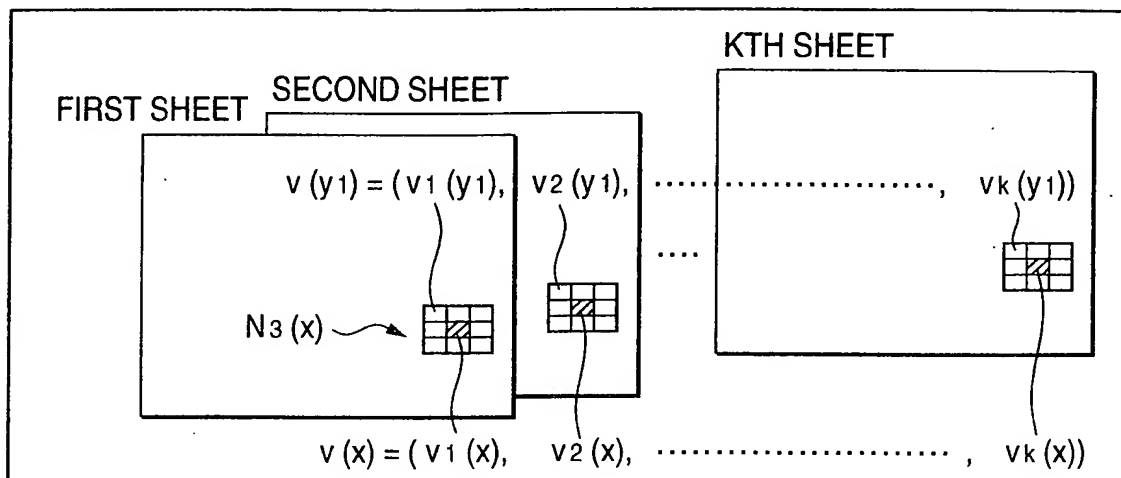 KTH SHEET
SECOND SHEET
FIRST SHEET
v (y1) = ( v1 (y1), v2 (y1), ........................, vk (y1))
....
N3 (x)
v (x) = ( v1 (x), v2 (x), ........................, vk (x))